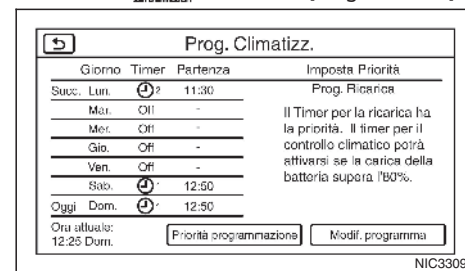 Prog. Climatizz.
Giorno Timer Partenza Imposta Priorità
Succ. Lun. 2 11:30 Prog. Ricarica
Mar. Off -
Mer. Off -
Gio. Off -
Ven. Off -
Sab. 1 12:50
Oggi Dom. 1 12:50
Il Timer per la ricarica ha
la priorità. Il timer per il
controllo climatico potrà
attivarsi se la carica della
batteria supera l'80%.
Ora attuale:
12:25 Dom.
Priorità programmazione
Modif. programma
NIC3309